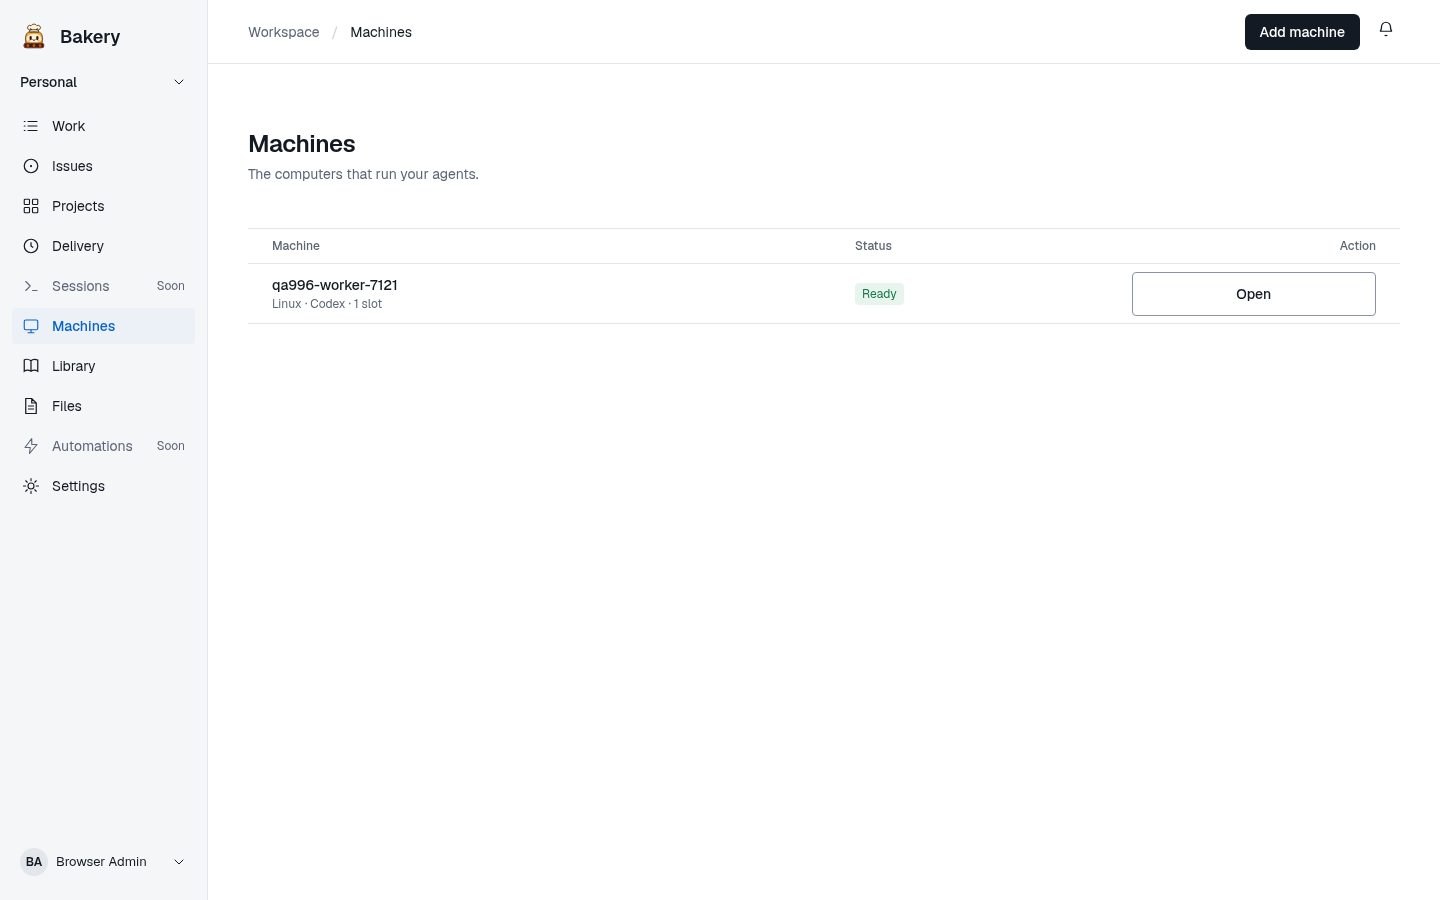 Bakery
Personal
Work
Issues
Projects
Delivery
Sessions Soon
Machines
Library
Files
Automations Soon
Settings
BA Browser Admin
Workspace / Machines
Add machine
Machines
The computers that run your agents.
Machine Status Action
qa996-worker-7121
Linux · Codex · 1 slot
Ready
Open